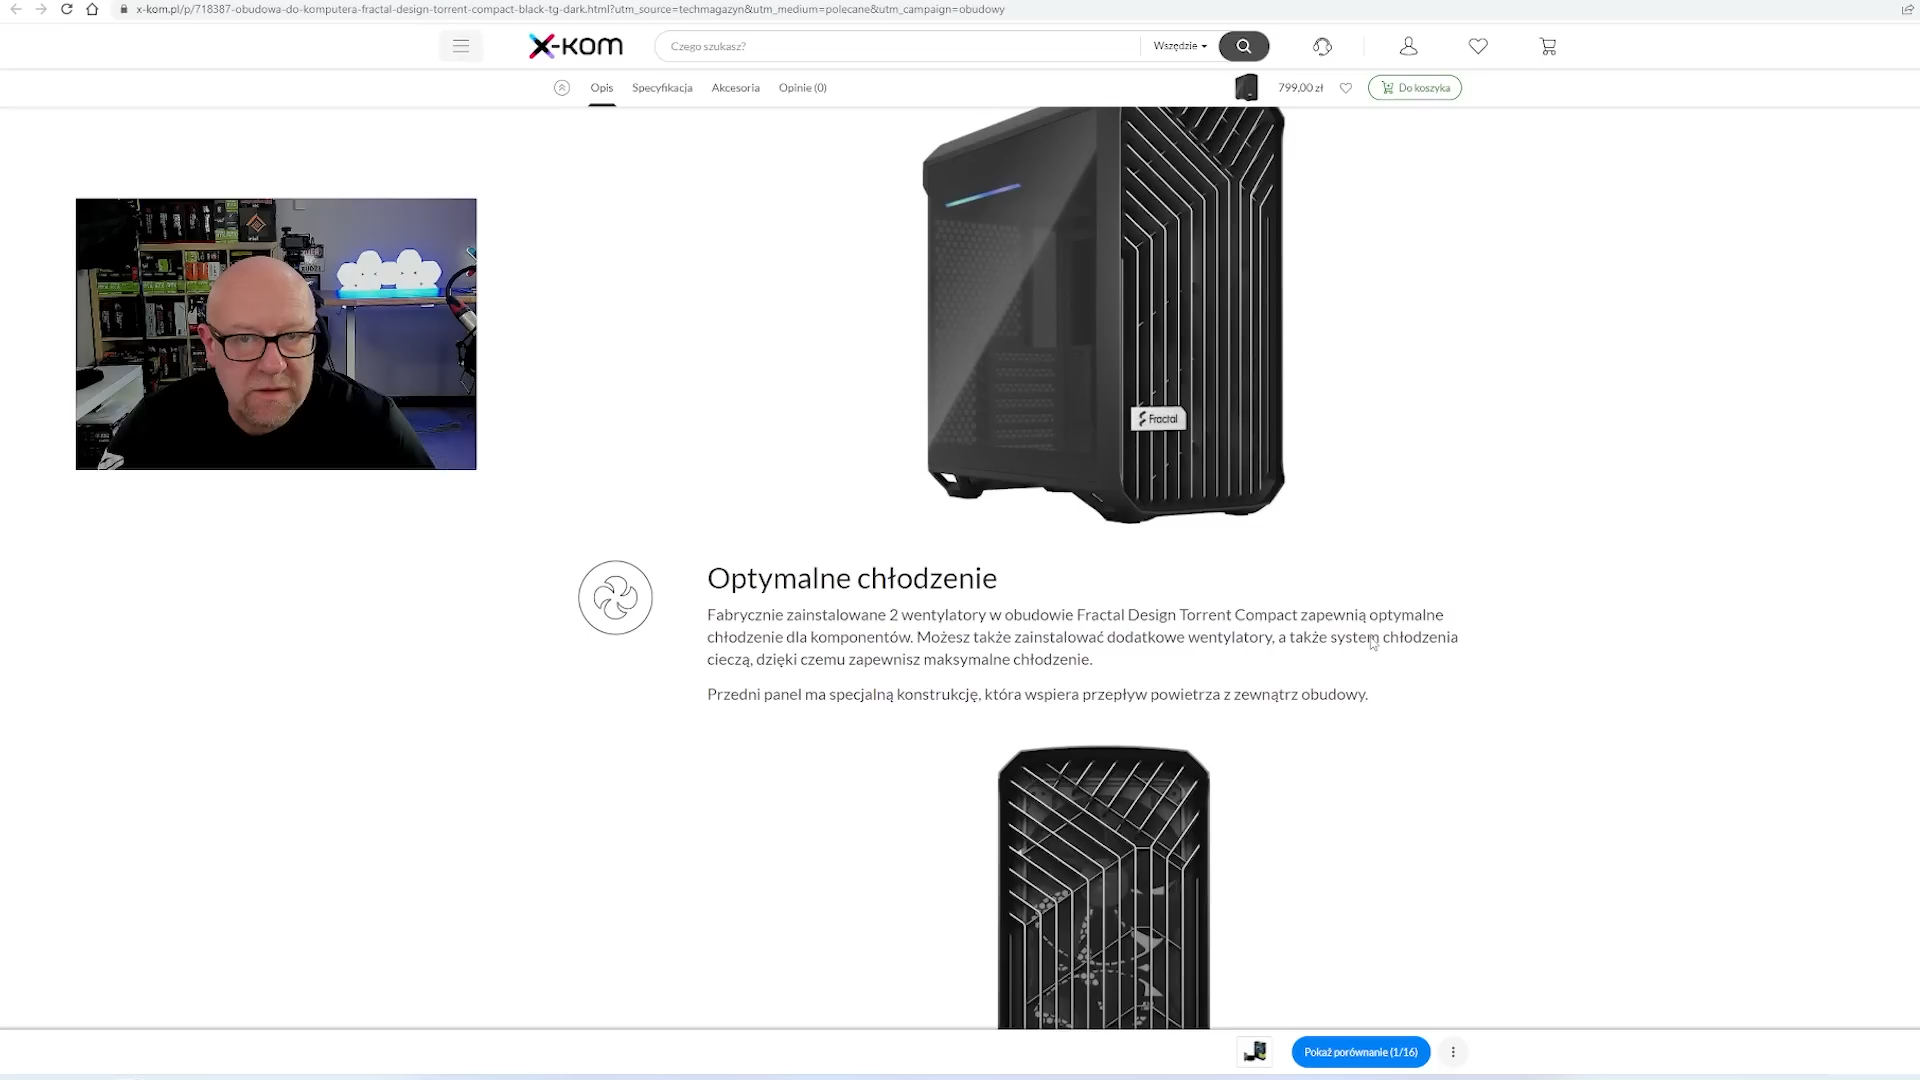 x-kom.pl/p/718387-obudowa-do-komputera-fractal-design-torrent-compact-black-tg-dark.html?utm_source=techmagazyn&utm_medium=polecane&utm_campaign=obudowy
x-kom
Czego szukasz?
Wszędzie
Opis
Specyfikacja
Akcesoria
Opinie (0)
799,00 zł
Do koszyka
Fractal
Optymalne chłodzenie
Fabrycznie zainstalowane 2 wentylatory w obudowie Fractal Design Torrent Compact zapewnią optymalne
chłodzenie dla komponentów. Możesz także zainstalować dodatkowe wentylatory, a także system chłodzenia
cieczą, dzięki czemu zapewnisz maksymalne chłodzenie.
Przedni panel ma specjalną konstrukcję, która wspiera przepływ powietrza z zewnątrz obudowy.
Pokaż porównanie (1/16)